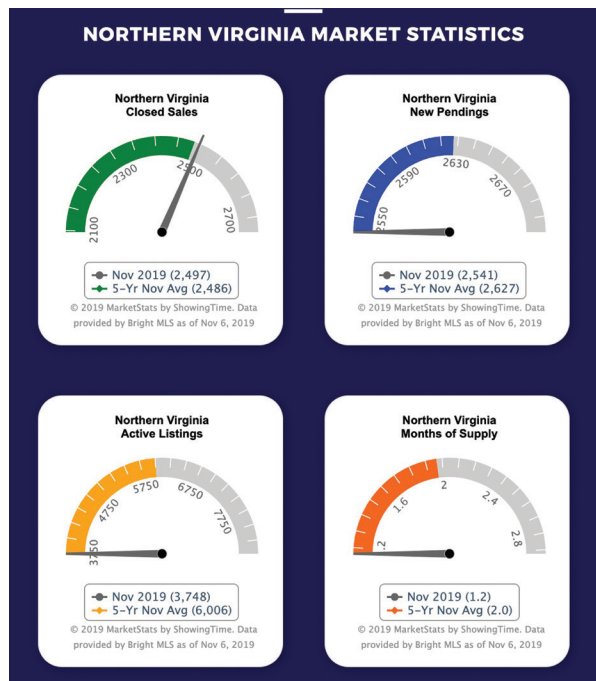 NORTHERN VIRGINIA MARKET STATISTICS
Northern Virginia
Closed Sales
2100
2300
2500
2700
Nov 2019 (2,497)
5-Yr Nov Avg (2,486)
© 2019 MarketStats by ShowingTime. Data
provided by Bright MLS as of Nov 6, 2019
Northern Virginia
New Pendings
2550
2590
2630
2670
Nov 2019 (2,541)
5-Yr Nov Avg (2,627)
© 2019 MarketStats by ShowingTime. Data
provided by Bright MLS as of Nov 6, 2019
Northern Virginia
Active Listings
3750
4750
5750
6750
7750
Nov 2019 (3,748)
5-Yr Nov Avg (6,006)
© 2019 MarketStats by ShowingTime. Data
provided by Bright MLS as of Nov 6, 2019
Northern Virginia
Months of Supply
.2
1.6
2
2.4
2.8
Nov 2019 (1.2)
5-Yr Nov Avg (2.0)
© 2019 MarketStats by ShowingTime. Data
provided by Bright MLS as of Nov 6, 2019